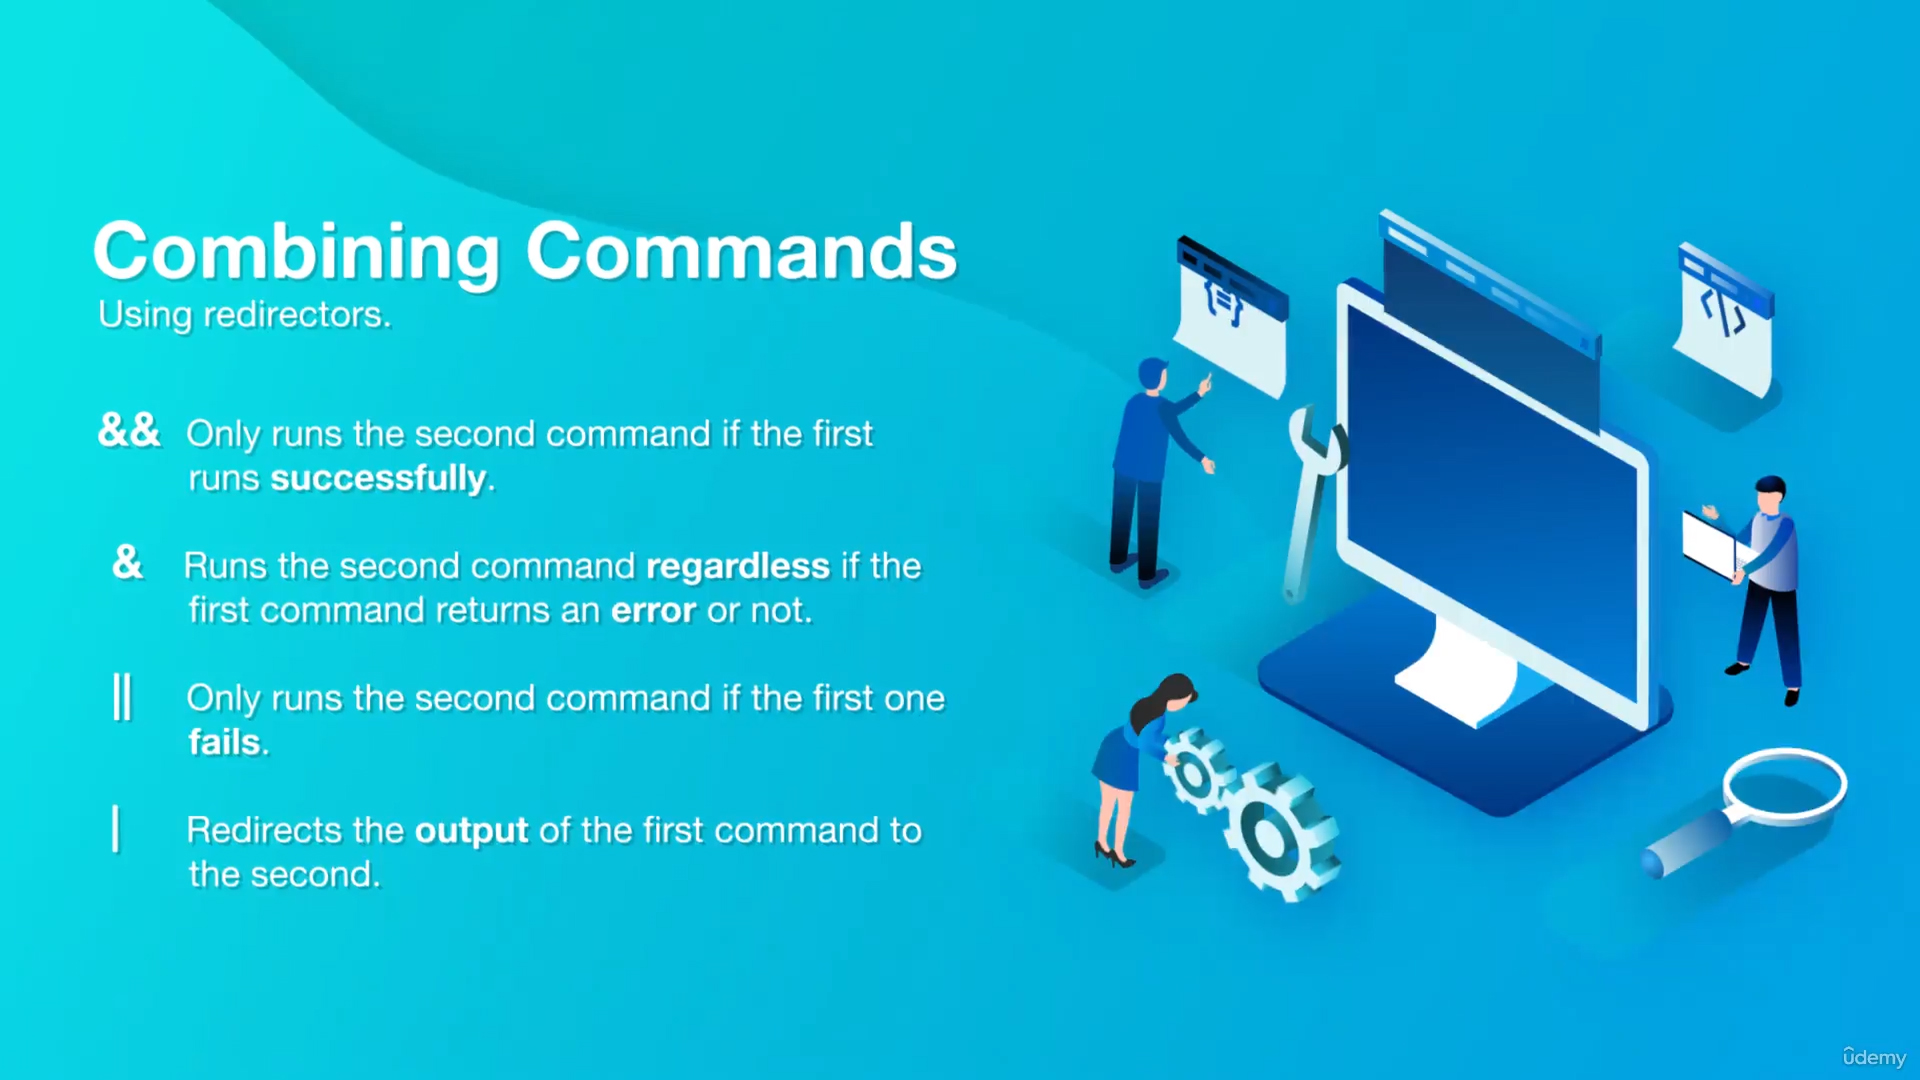 Combining Commands
Using redirectors.
&& Only runs the second command if the first
runs successfully.
& Runs the second command regardless if the
first command returns an error or not.
|| Only runs the second command if the first one
fails.
| Redirects the output of the first command to
the second.
{=}
</>
udemy